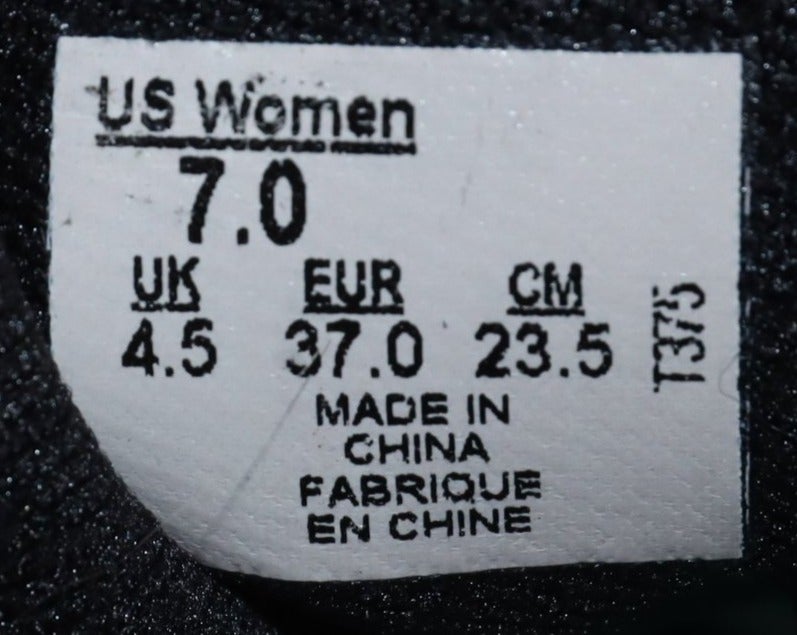 US Women
7.0
UK EUR CM
4.5 37.0 23.5
T375
MADE IN
CHINA
FABRIQUE
EN CHINE